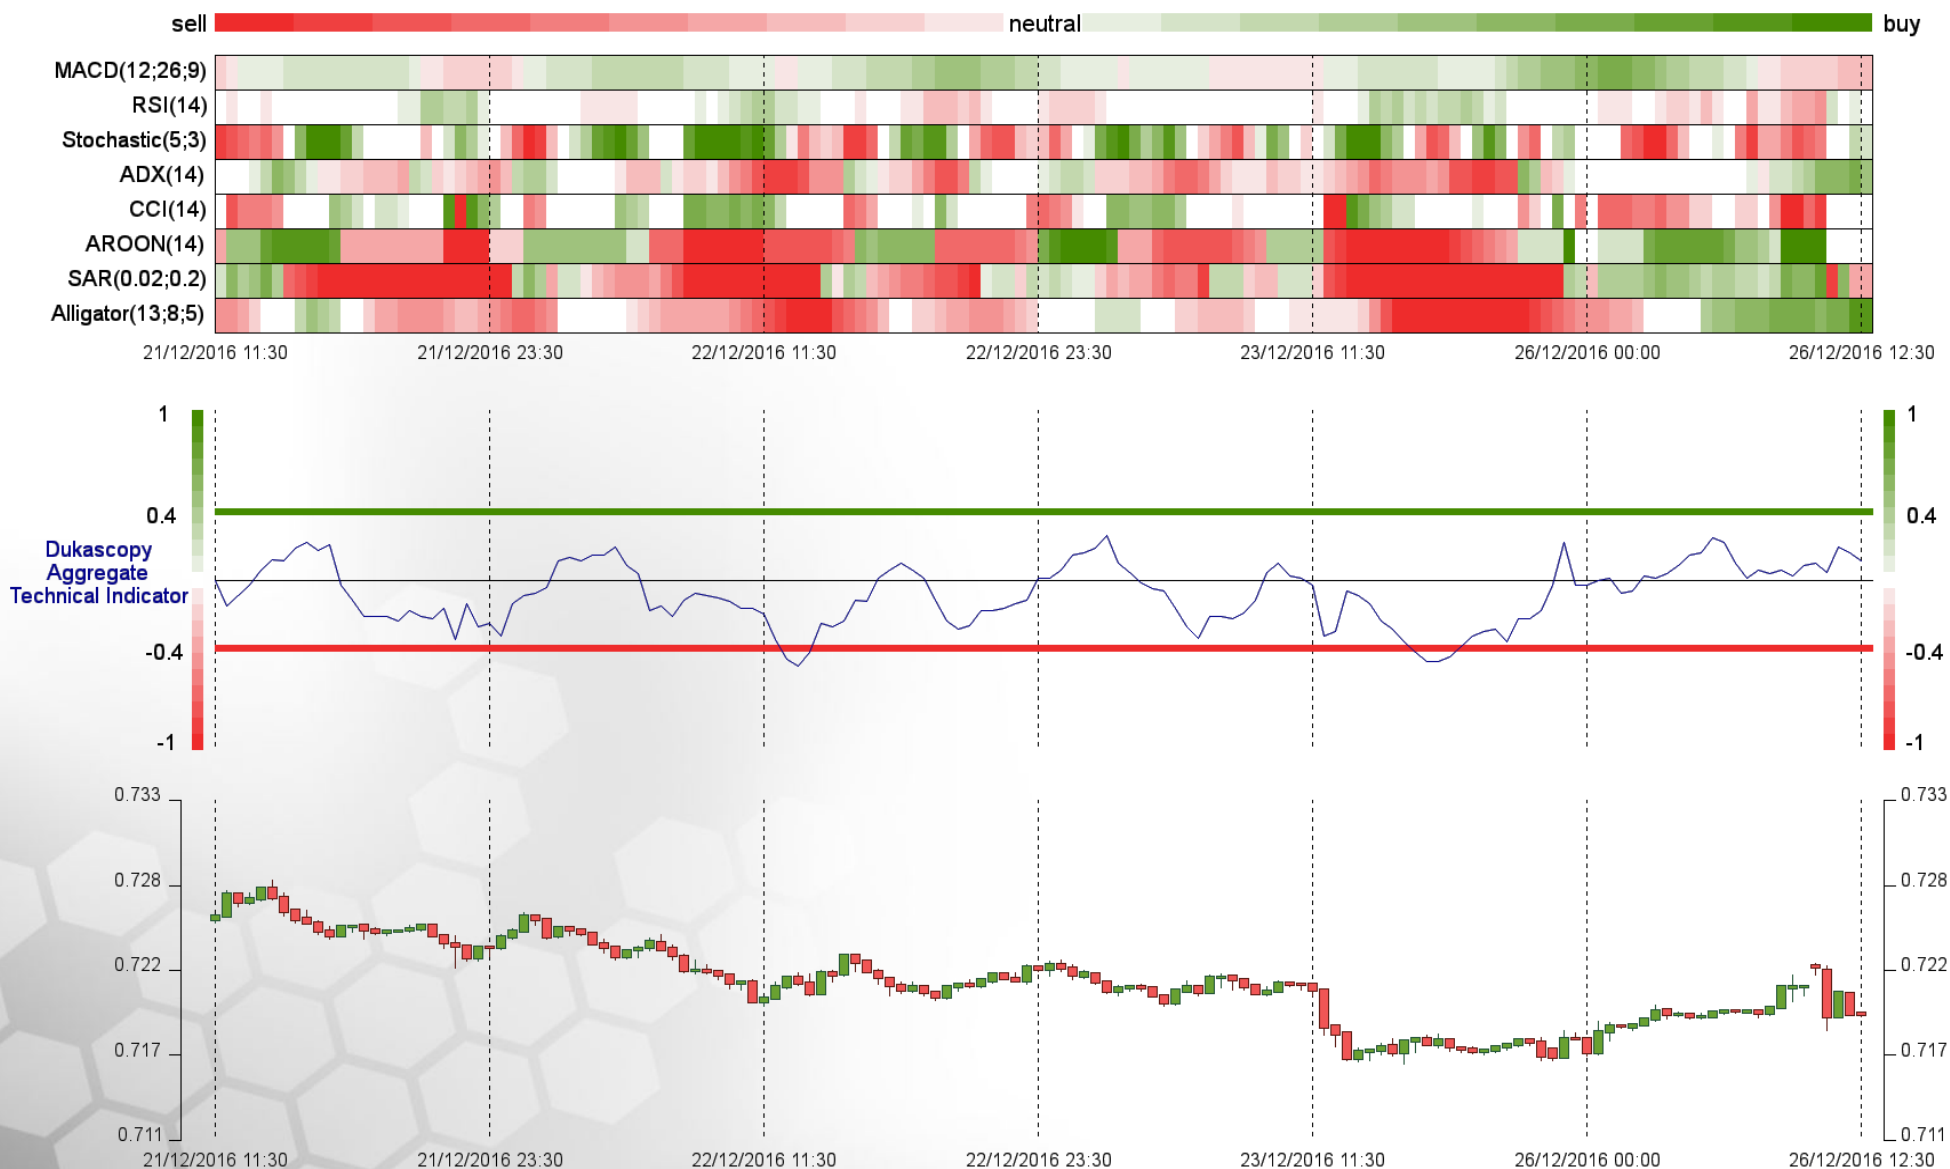 sell neutral buy
MACD(12;26;9)
RSI(14)
Stochastic(5;3)
ADX(14)
CCI(14)
AROON(14)
SAR(0.02;0.2)
Alligator(13;8;5)
21/12/2016 11:30 21/12/2016 23:30 22/12/2016 11:30 22/12/2016 23:30 23/12/2016 11:30 26/12/2016 00:00 26/12/2016 12:30
1 1
0.4 0.4
Dukascopy
Aggregate
Technical Indicator
-0.4 -0.4
-1 -1
0.733 0.733
0.728 0.728
0.722 0.722
0.717 0.717
0.711 0.711
21/12/2016 11:30 21/12/2016 23:30 22/12/2016 11:30 22/12/2016 23:30 23/12/2016 11:30 26/12/2016 00:00 26/12/2016 12:30